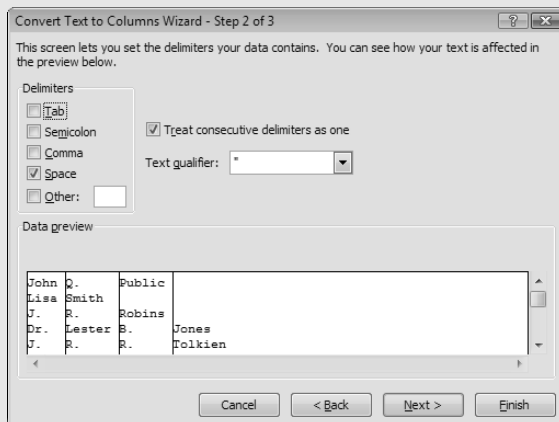 Convert Text to Columns Wizard - Step 2 of 3
This screen lets you set the delimiters your data contains. You can see how your text is affected in
the preview below.
Delimiters
Tab
Semicolon
Comma
Space
Other:
Treat consecutive delimiters as one
Text qualifier: "
Data preview
John Q. Public
Lisa Smith
J. R. Robins
Dr. Lester B. Jones
J. R. R. Tolkien
Cancel < Back Next > Finish